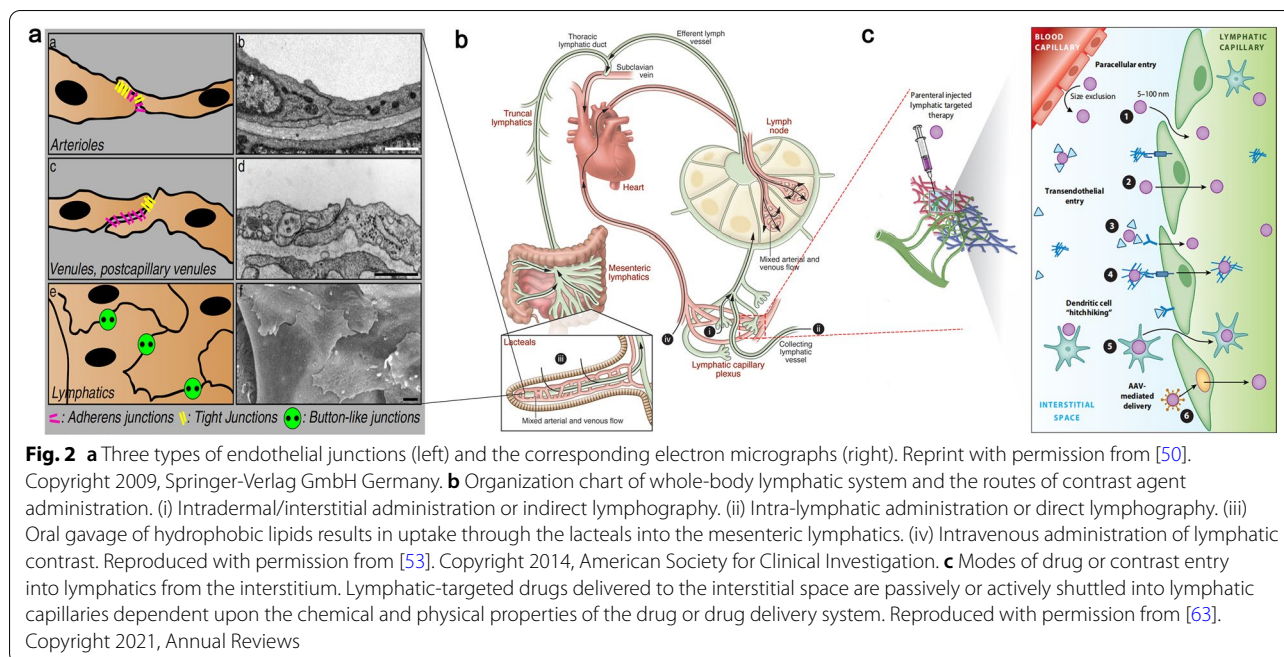 a
a
b
Arterioles
c
d
Venules, postcapillary venules
e
f
Lymphatics
: Adherens junctions : Tight Junctions : Button-like junctions
b
Thoracic
lymphatic duct
Efferent lymph
vessel
Subclavian
vein
Truncal
lymphatics
Heart
Lymph
node
Mixed arterial and
venous flow
Mesenteric
lymphatics
Lacteals
iii
Mixed arterial and venous flow
iv
i
ii
Collecting
lymphatic
vessel
Lymphatic capillary
plexus
c
Parenteral injected
lymphatic targeted
therapy
BLOOD
CAPILLARY
LYMPHATIC
CAPILLARY
Paracellular entry
Size exclusion
5–100 nm
1
2
Transendothelial
entry
3
4
Dendritic cell
"hitchhiking"
5
AAV-
mediated
delivery
6
INTERSTITIAL
SPACE
Fig. 2 a Three types of endothelial junctions (left) and the corresponding electron micrographs (right). Reprint with permission from [50].
Copyright 2009, Springer-Verlag GmbH Germany. b Organization chart of whole-body lymphatic system and the routes of contrast agent
administration. (i) Intradermal/interstitial administration or indirect lymphography. (ii) Intra-lymphatic administration or direct lymphography. (iii)
Oral gavage of hydrophobic lipids results in uptake through the lacteals into the mesenteric lymphatics. (iv) Intravenous administration of lymphatic
contrast. Reproduced with permission from [53]. Copyright 2014, American Society for Clinical Investigation. c Modes of drug or contrast entry
into lymphatics from the interstitium. Lymphatic-targeted drugs delivered to the interstitial space are passively or actively shuttled into lymphatic
capillaries dependent upon the chemical and physical properties of the drug or drug delivery system. Reproduced with permission from [63].
Copyright 2021, Annual Reviews